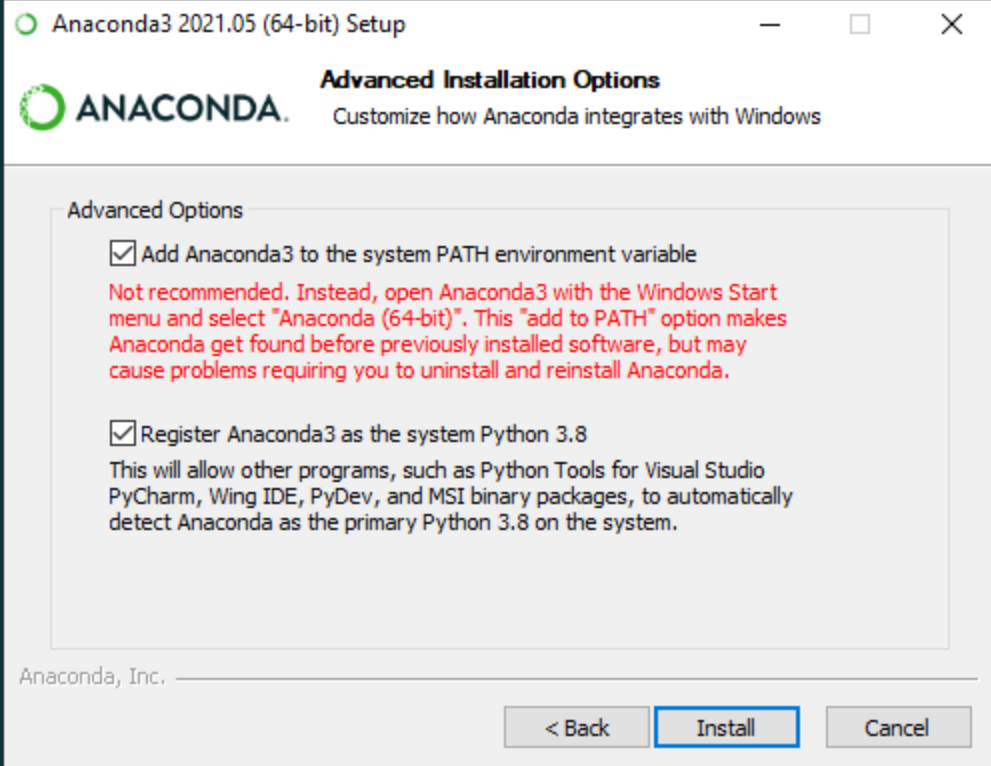 Anaconda3 2021.05 (64-bit) Setup
ANACONDA.
Advanced Installation Options
Customize how Anaconda integrates with Windows
Advanced Options
Add Anaconda3 to the system PATH environment variable
Not recommended. Instead, open Anaconda3 with the Windows Start
menu and select "Anaconda (64-bit)". This "add to PATH" option makes
Anaconda get found before previously installed software, but may
cause problems requiring you to uninstall and reinstall Anaconda.
Register Anaconda3 as the system Python 3.8
This will allow other programs, such as Python Tools for Visual Studio
PyCharm, Wing IDE, PyDev, and MSI binary packages, to automatically
detect Anaconda as the primary Python 3.8 on the system.
Anaconda, Inc.
< Back
Install
Cancel